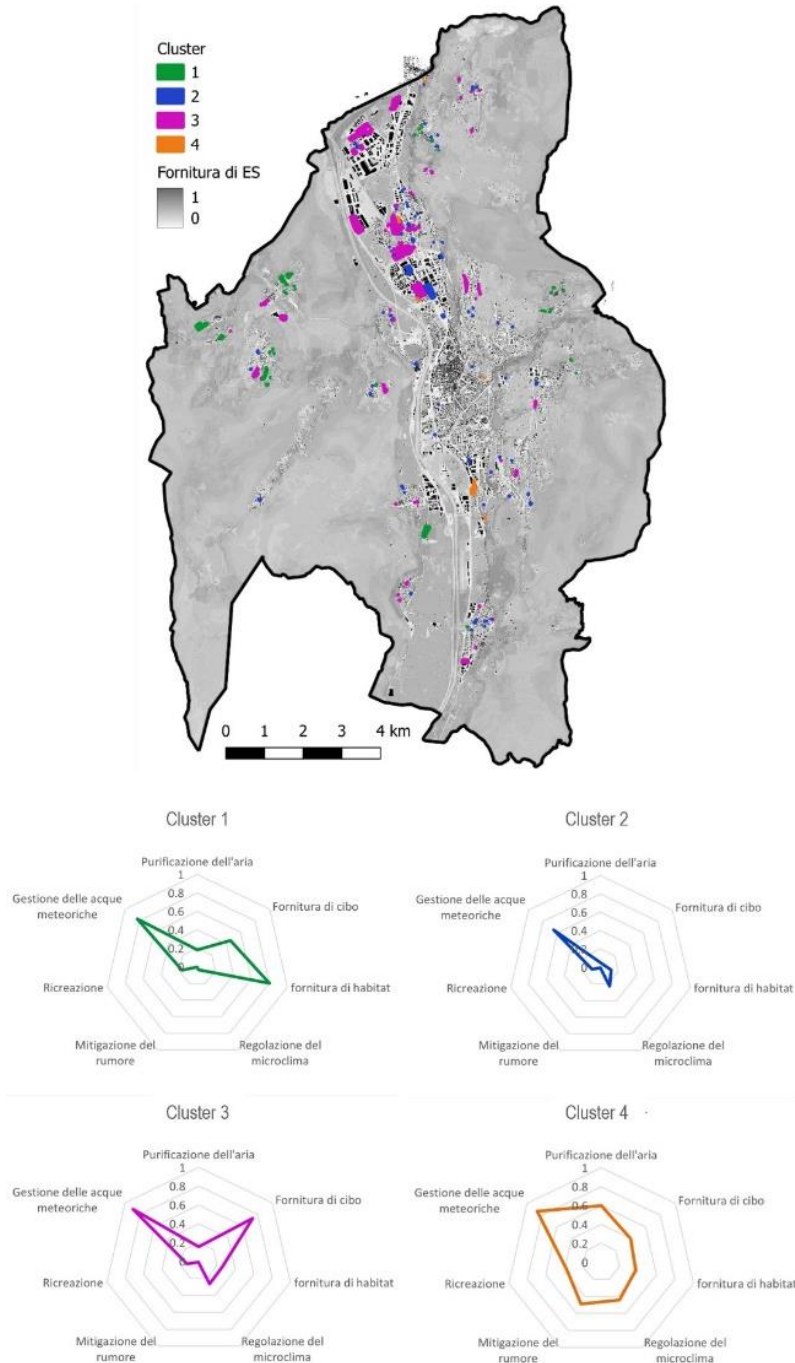 Cluster
1
2
3
4
Fornitura di ES
1
0
0 1 2 3 4 km
Cluster 1
Purificazione dell'aria
1
0.8
0.6
0.4
0.2
0
Fornitura di cibo
fornitura di habitat
Regolazione del
microclima
Mitigazione del
rumore
Ricreazione
Gestione delle acque
meteoriche
Cluster 2
Purificazione dell'aria
1
0.8
0.6
0.4
0.2
0
Fornitura di cibo
fornitura di habitat
Regolazione del
microclima
Mitigazione del
rumore
Ricreazione
Gestione delle acque
meteoriche
Cluster 3
Purificazione dell'aria
1
0.8
0.6
0.4
0.2
0
Fornitura di cibo
fornitura di habitat
Regolazione del
microclima
Mitigazione del
rumore
Ricreazione
Gestione delle acque
meteoriche
Cluster 4
Purificazione dell'aria
1
0.8
0.6
0.4
0.2
0
Fornitura di cibo
fornitura di habitat
Regolazione del
microclima
Mitigazione del
rumore
Ricreazione
Gestione delle acque
meteoriche